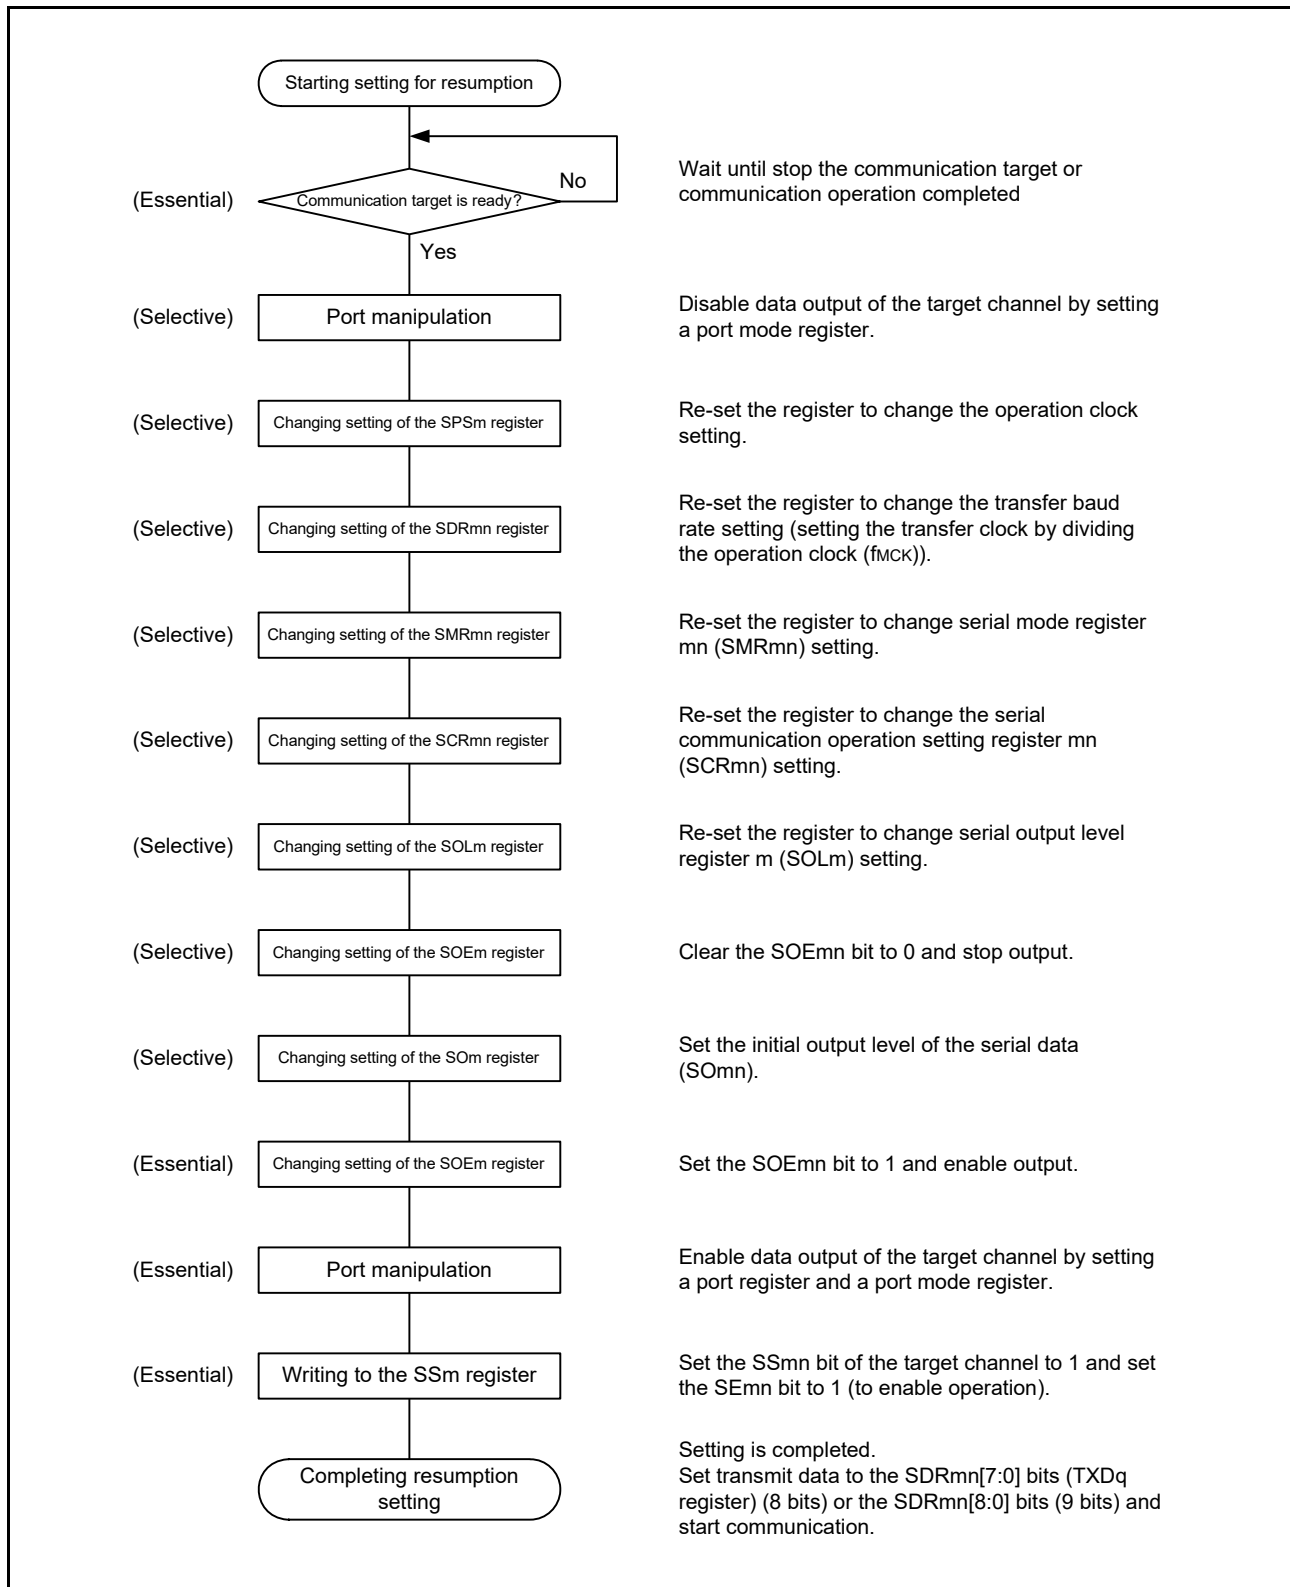 Starting setting for resumption
(Essential)
Communication target is ready?
No
Yes
Wait until stop the communication target or
communication operation completed
(Selective)
Port manipulation
Disable data output of the target channel by setting
a port mode register.
(Selective)
Changing setting of the SPSm register
Re-set the register to change the operation clock
setting.
(Selective)
Changing setting of the SDRmn register
Re-set the register to change the transfer baud
rate setting (setting the transfer clock by dividing
the operation clock (fMCK)).
(Selective)
Changing setting of the SMRmn register
Re-set the register to change serial mode register
mn (SMRmn) setting.
(Selective)
Changing setting of the SCRmn register
Re-set the register to change the serial
communication operation setting register mn
(SCRmn) setting.
(Selective)
Changing setting of the SOLm register
Re-set the register to change serial output level
register m (SOLm) setting.
(Selective)
Changing setting of the SOEm register
Clear the SOEmn bit to 0 and stop output.
(Selective)
Changing setting of the SOm register
Set the initial output level of the serial data
(SOmn).
(Essential)
Changing setting of the SOEm register
Set the SOEmn bit to 1 and enable output.
(Essential)
Port manipulation
Enable data output of the target channel by setting
a port register and a port mode register.
(Essential)
Writing to the SSm register
Set the SSmn bit of the target channel to 1 and set
the SEmn bit to 1 (to enable operation).
Completing resumption
setting
Setting is completed.
Set transmit data to the SDRmn[7:0] bits (TXDq
register) (8 bits) or the SDRmn[8:0] bits (9 bits) and
start communication.